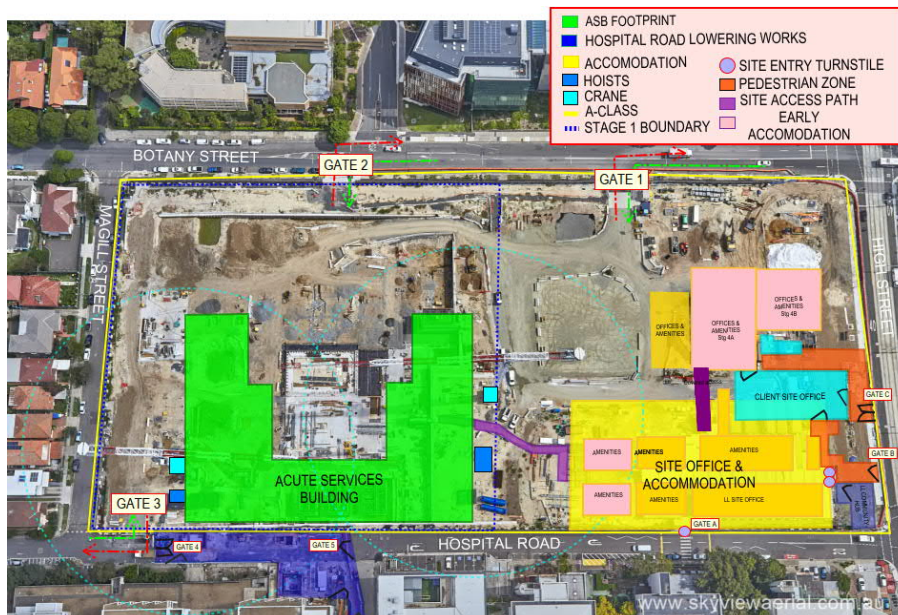 ASB FOOTPRINT
HOSPITAL ROAD LOWERING WORKS
ACCOMODATION
HOISTS
CRANE
A-CLASS
STAGE 1 BOUNDARY
SITE ENTRY TURNSTILE
PEDESTRIAN ZONE
SITE ACCESS PATH
EARLY
ACCOMODATION
BOTANY STREET
GATE 2
GATE 1
MAGILL STREET
HIGH STREET
OFFICES &
AMENITIES
OFFICES &
AMENITIES
Stg 4A
OFFICES &
AMENITIES
Stg 4B
CLIENT SITE OFFICE
GATE C
GATE B
AMENITIES
AMENITIES
AMENITIES
SITE OFFICE &
ACCOMMODATION
AMENITIES
AMENITIES
LL SITE OFFICE
ACUTE SERVICES
BUILDING
GATE 3
GATE A
GATE 4
GATE 5
HOSPITAL ROAD
www.skyviewaerial.com.au